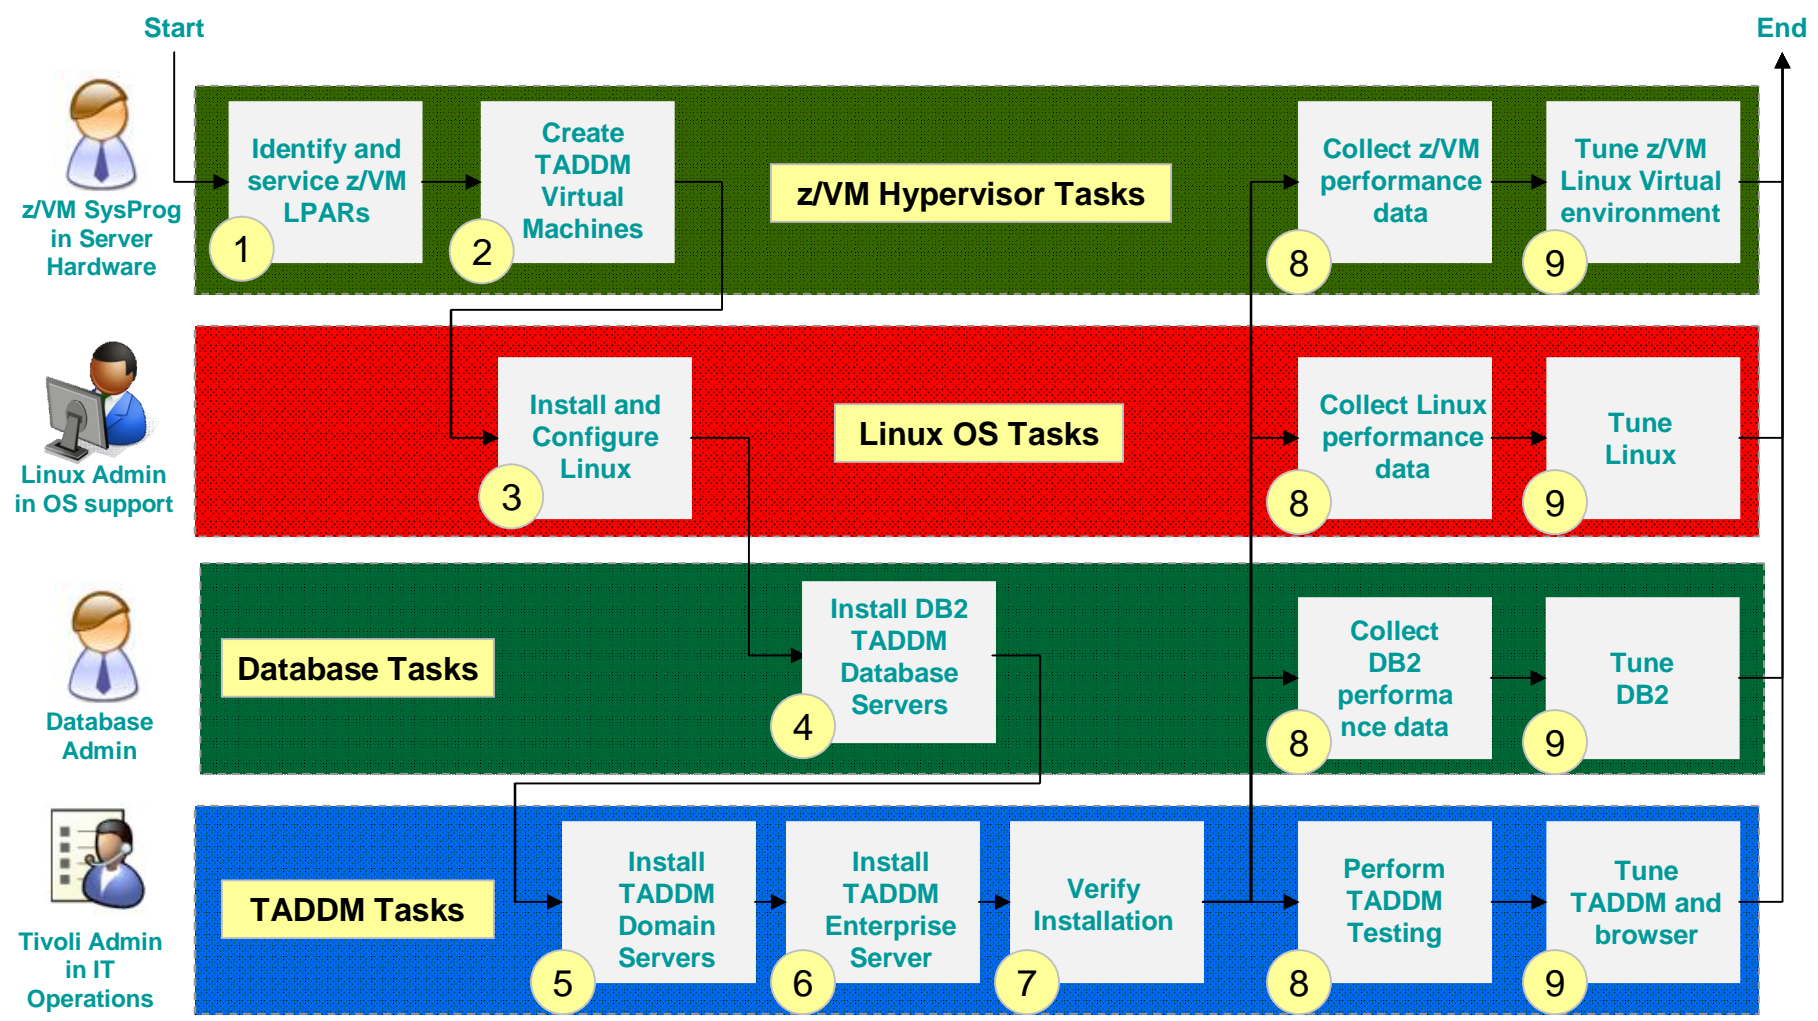 Start
End
z/VM SysProg
in Server
Hardware
Identify and
service z/VM
LPARs
1
Create
TADDM
Virtual
Machines
2
z/VM Hypervisor Tasks
Collect z/VM
performance
data
8
Tune z/VM
Linux Virtual
environment
9
Linux Admin
in OS support
Install and
Configure
Linux
3
Linux OS Tasks
Collect Linux
performance
data
8
Tune
Linux
9
Database
Admin
Database Tasks
Install DB2
TADDM
Database
Servers
4
Collect
DB2
performa
nce data
8
Tune
DB2
9
Tivoli Admin
in IT
Operations
TADDM Tasks
Install
TADDM
Domain
Servers
5
Install
TADDM
Enterprise
Server
6
Verify
Installation
7
Perform
TADDM
Testing
8
Tune
TADDM and
browser
9